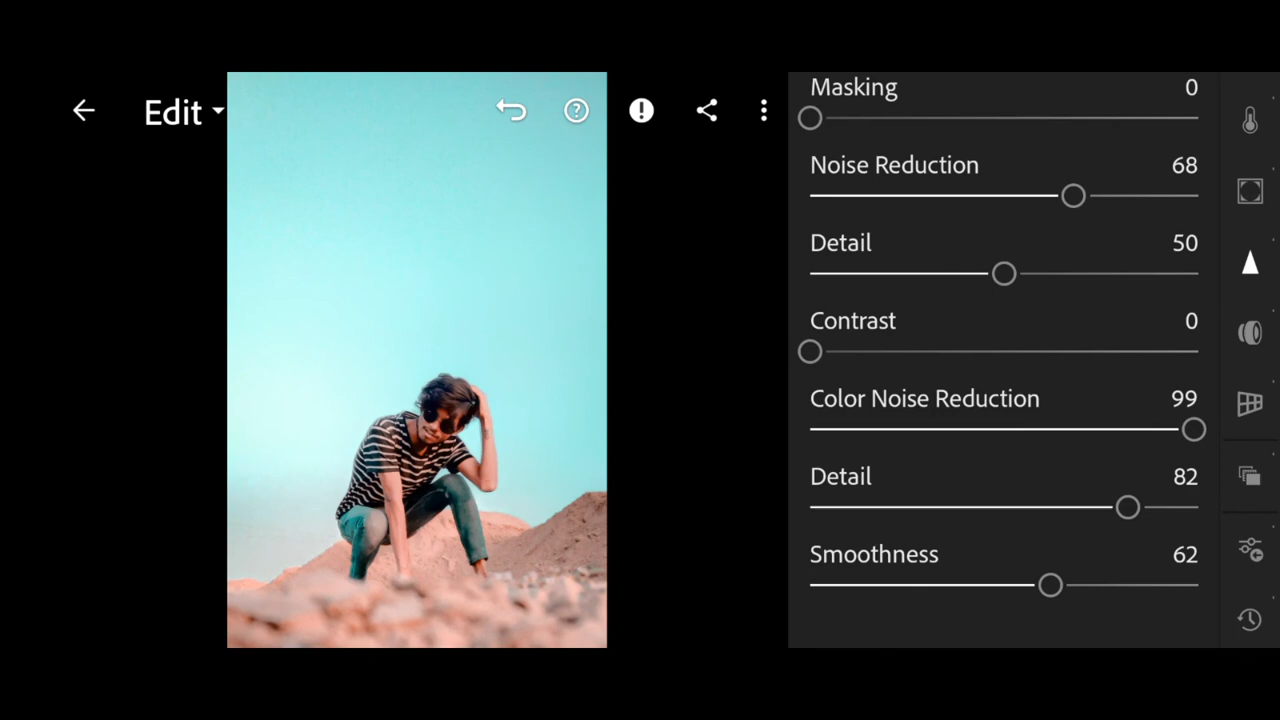 Edit
Masking 0
Noise Reduction 68
Detail 50
Contrast 0
Color Noise Reduction 99
Detail 82
Smoothness 62